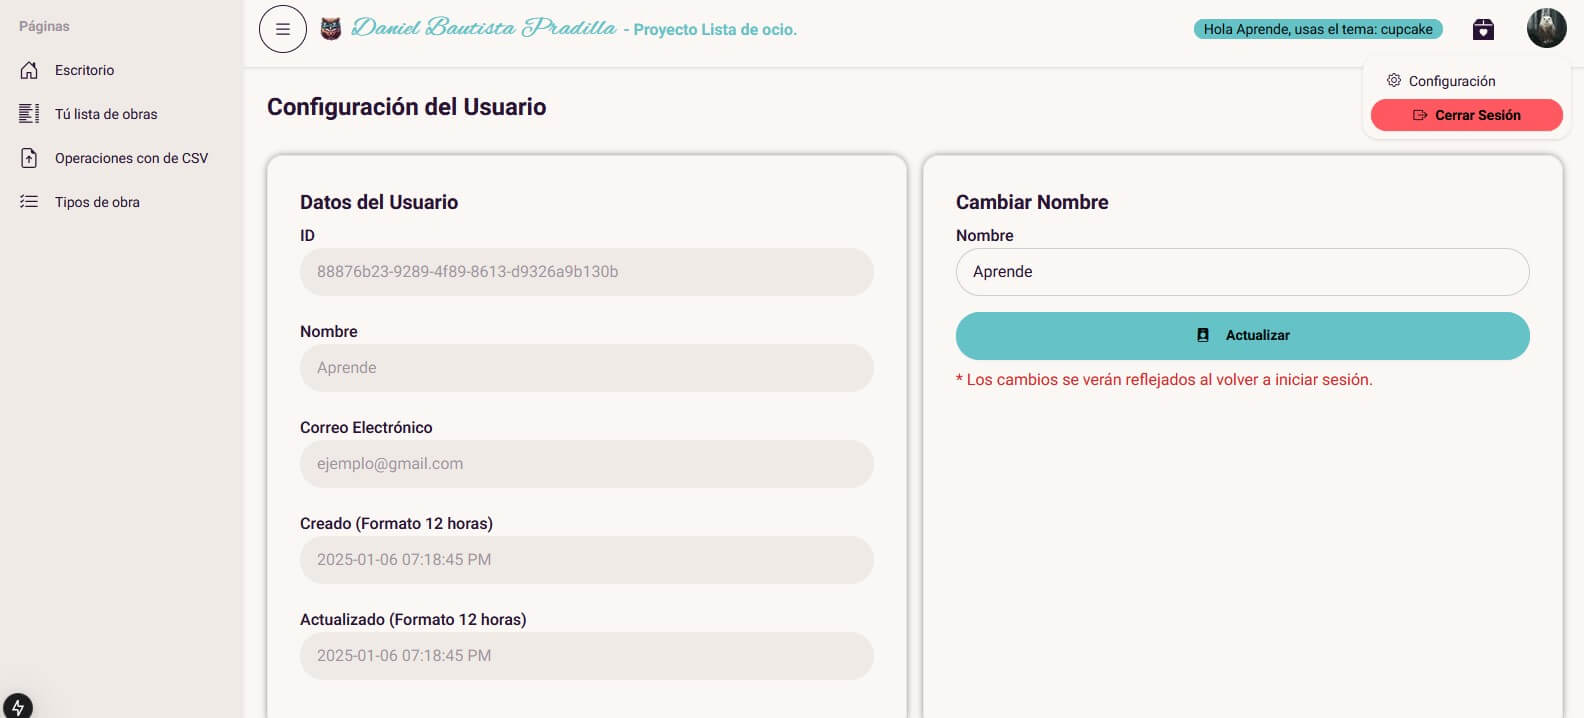 Páginas
Escritorio
Tú lista de obras
Operaciones con de CSV
Tipos de obra
Daniel Bautista Pradilla - Proyecto Lista de ocio.
Hola Aprende, usas el tema: cupcake
Configuración
Cerrar Sesión
Configuración del Usuario
Datos del Usuario
ID
88876b23-9289-4f89-8613-d9326a9b130b
Nombre
Aprende
Correo Electrónico
ejemplo@gmail.com
Creado (Formato 12 horas)
2025-01-06 07:18:45 PM
Actualizado (Formato 12 horas)
2025-01-06 07:18:45 PM
Cambiar Nombre
Nombre
Aprende
Actualizar
* Los cambios se verán reflejados al volver a iniciar sesión.